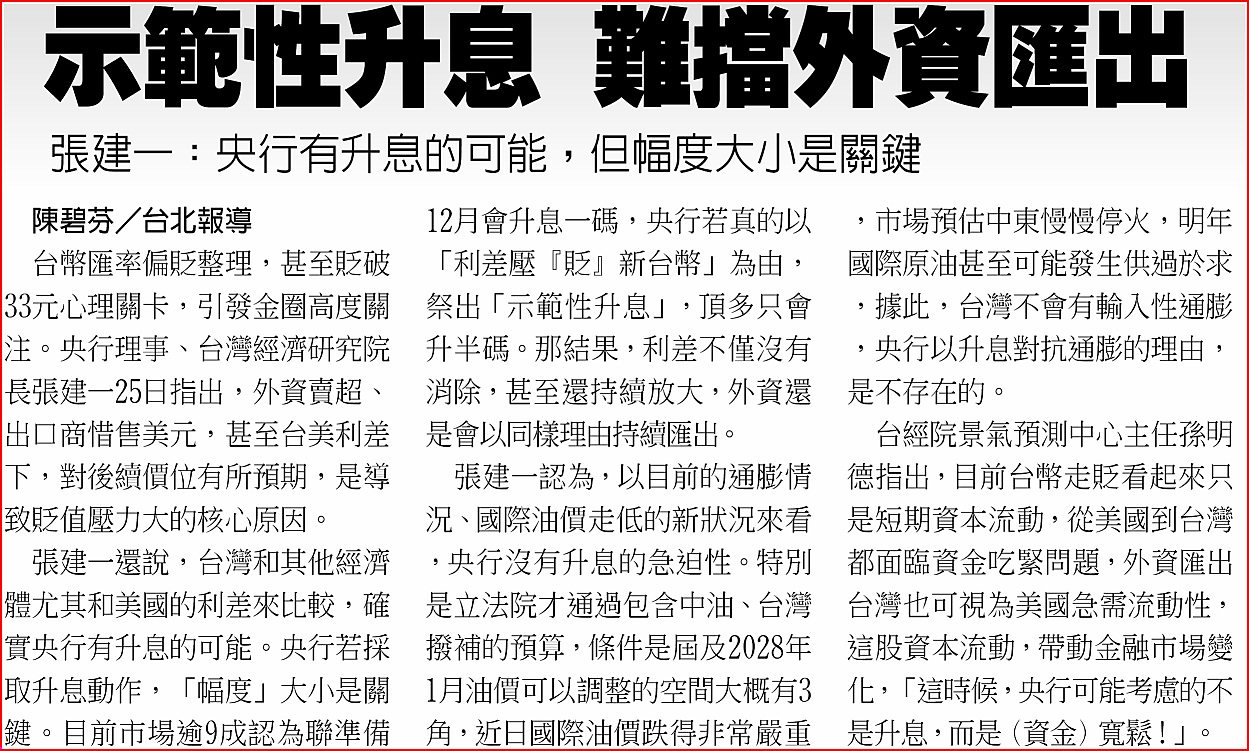 示範性升息 難擋外資匯出
張建一：央行有升息的可能，但幅度大小是關鍵
陳碧芬／台北報導
台幣匯率偏貶整理，甚至貶破
33元心理關卡，引發金圈高度關
注。央行理事、台灣經濟研究院
長張建一25日指出，外資賣超、
出口商惜售美元，甚至台美利差
下，對後續價位有所預期，是導
致貶值壓力大的核心原因。
張建一還說，台灣和其他經濟
體尤其和美國的利差來比較，確
實央行有升息的可能。央行若採
取升息動作，「幅度」大小是關
鍵。目前市場逾9成認為聯準備
12月會升息一碼，央行若真的以
「利差壓『貶』新台幣」為由，
祭出「示範性升息」，頂多只會
升半碼。那結果，利差不僅沒有
消除，甚至還持續放大，外資還
是會以同樣理由持續匯出。
張建一認為，以目前的通膨情
況、國際油價走低的新狀況來看
，央行沒有升息的急迫性。特別
是立法院才通過包含中油、台灣
撥補的預算，條件是屆及2028年
1月油價可以調整的空間大概有3
角，近日國際油價跌得非常嚴重
，市場預估中東慢慢停火，明年
國際原油甚至可能發生供過於求
，據此，台灣不會有輸入性通膨
，央行以升息對抗通膨的理由，
是不存在的。
台經院景氣預測中心主任孫明
德指出，目前台幣走貶看起來只
是短期資本流動，從美國到台灣
都面臨資金吃緊問題，外資匯出
台灣也可視為美國急需流動性，
這股資本流動，帶動金融市場變
化，「這時候，央行可能考慮的不
是升息，而是（資金）寬鬆！」。